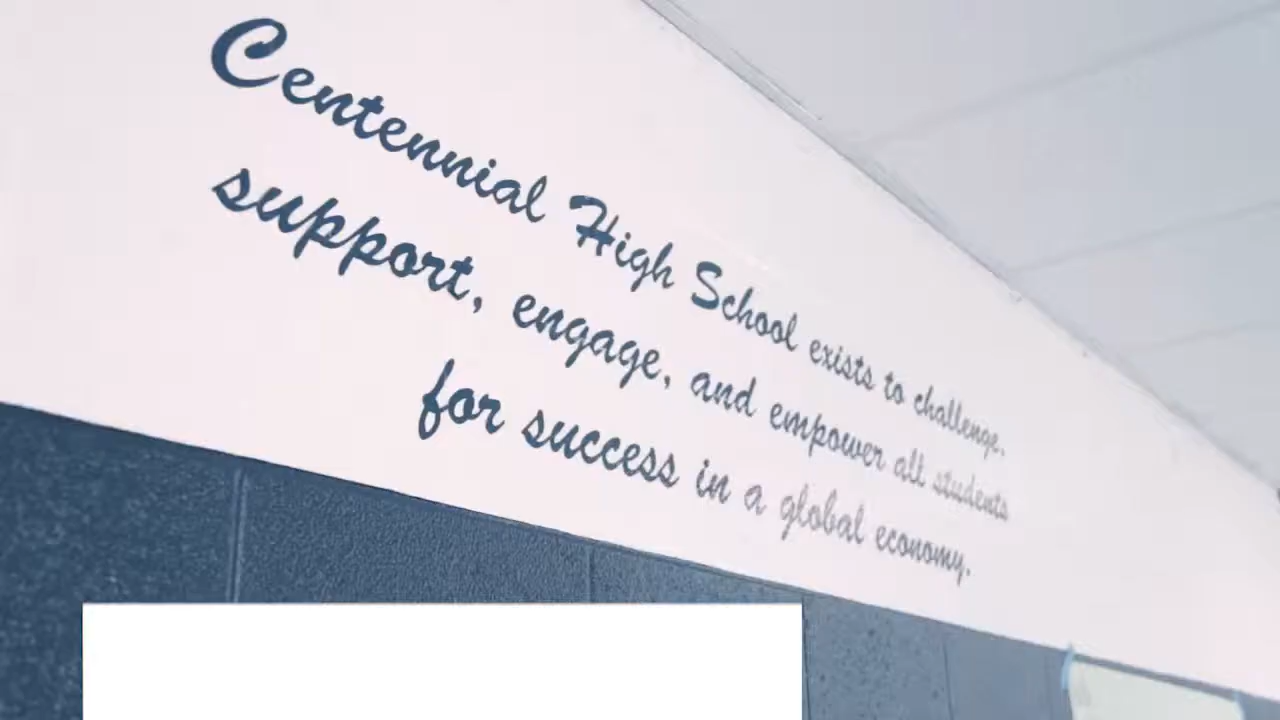 Centennial High School exists to challenge,
support, engage, and empower all students
for success in a global economy.